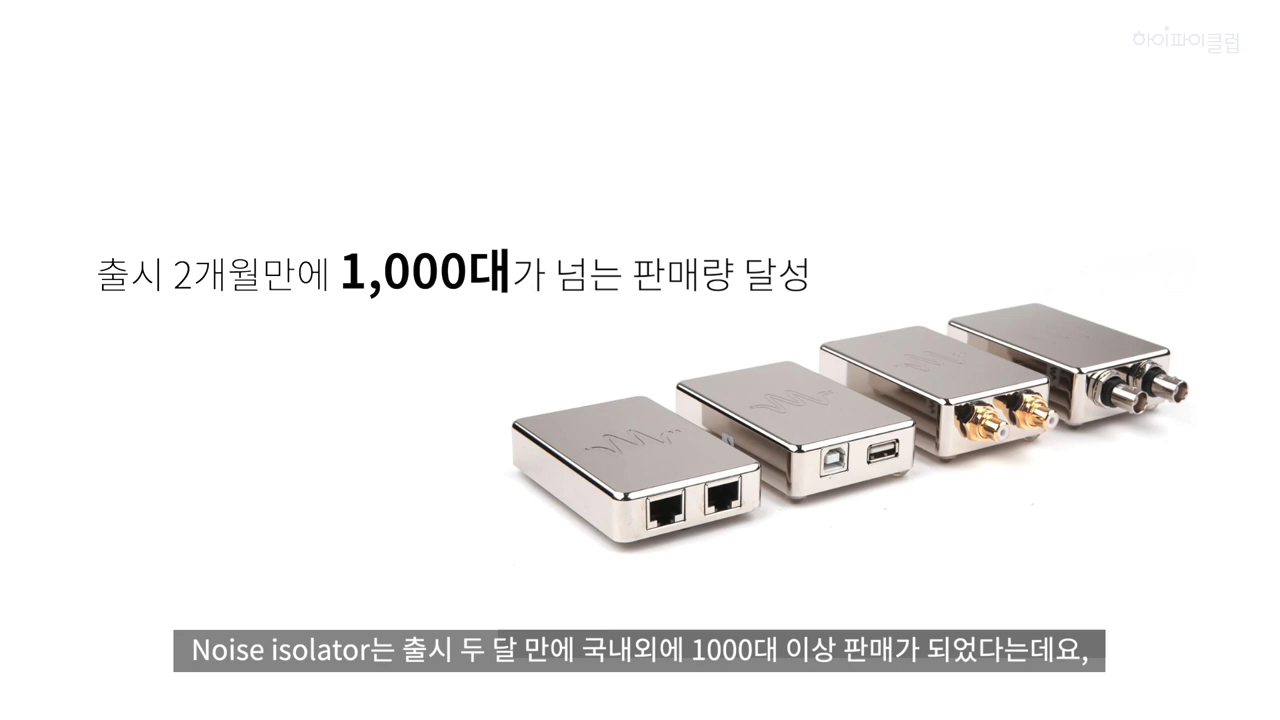 하이파이클럽
출시 2개월만에 1,000대가 넘는 판매량 달성
Noise isolator는 출시 두 달 만에 국내외에 1000대 이상 판매가 되었다는데요,